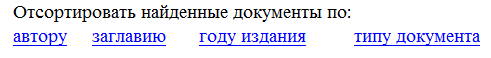 Отсортировать найденные документы по:
автору заглавию году издания типу документа